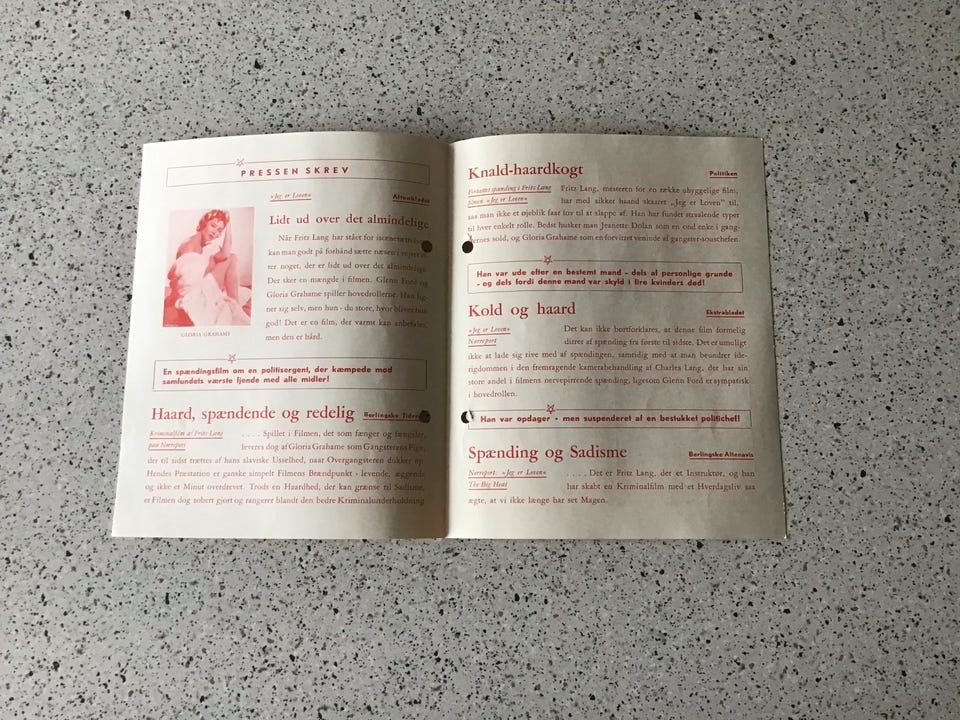 PRESSEN SKREV
»Jeg er Loven«
Aftenbladet
Lidt ud over det almindelige
Når Fritz Lang har stået for iscenesættelsen
kan man godt på forhånd sætte næsen i vejret
ter noget, der er lidt ud over det almindelige.
Der sker en mængde i filmen. Glenn Ford og
Gloria Grahame spiller hovedrollerne. Han lig-
ner sig selv, men hun - du store, hvor bliver hun
god! Det er en film, der varmt kan anbefales,
men den er hård.
GLORIA GRAHAME
En spændingsfilm om en politisergent, der kæmpede mod
samfundets værste fjende med alle midler!
Haard, spændende og redelig
Berlingske Tidende
Kriminalfilm af Fritz Lang
paa Nørreport
. . . . Spillet i Filmen, det som fænger og fængsler,
leveres dog af Gloria Grahame som Gangsterens Pige,
der til sidst trættes af hans slaviske Usselhed, naar Overgangsteren dukker op.
Hendes Præstation er ganske simpelt Filmens Brændpunkt - levende, æggende
og ikke et Minut overdrevet. Trods en Haardhed, der kan grænse til Sadisme,
er Filmen dog sobert gjort og rangerer blandt den bedre Kriminalunderholdning.
Knald-haardkogt
Politiken
Fortættet spænding i Fritz Lang
filmen »Jeg er Loven«
Fritz Lang, mesteren for en række uhyggelige film,
har med sikker haand skaaret "Jeg er Loven" til,
saa man ikke et øjeblik faar lov til at slappe af. Han har fundet straalende typer
til hver enkelt rolle. Bedst husker man Jeanette Dolan som en ond enke i gang-
sternes sold, og Gloria Grahame som en forvirret veninde af gangster-souschefen.
Han var ude efter en bestemt mand - dels af personlige grunde
- og dels fordi denne mand var skyld i fire kvinders død!
Kold og haard
Ekstrabladet
»Jeg er Loven«
Nørreport
Det kan ikke bortforklares, at denne film formelig
dirrer af spænding fra første til sidste. Det er umuligt
ikke at lade sig rive med af spændingen, samtidig med at man beundrer ide-
rigdommen i den fremragende kamerabehandling af Charles Lang, der har sin
store andel i filmens nervepirrende spænding, ligesom Glenn Ford er sympatisk
i hovedrollen.
Han var opdager - men suspenderet af en bestukket politichef!
Spænding og Sadisme
Berlingske Aftenavis
Nørreport: »Jeg er Loven«
The Big Heat
. . . . Det er Fritz Lang, der er Instruktør, og han
har skabt en Kriminalfilm med et Hverdagsliv saa
ægte, at vi ikke længe har set Magen.